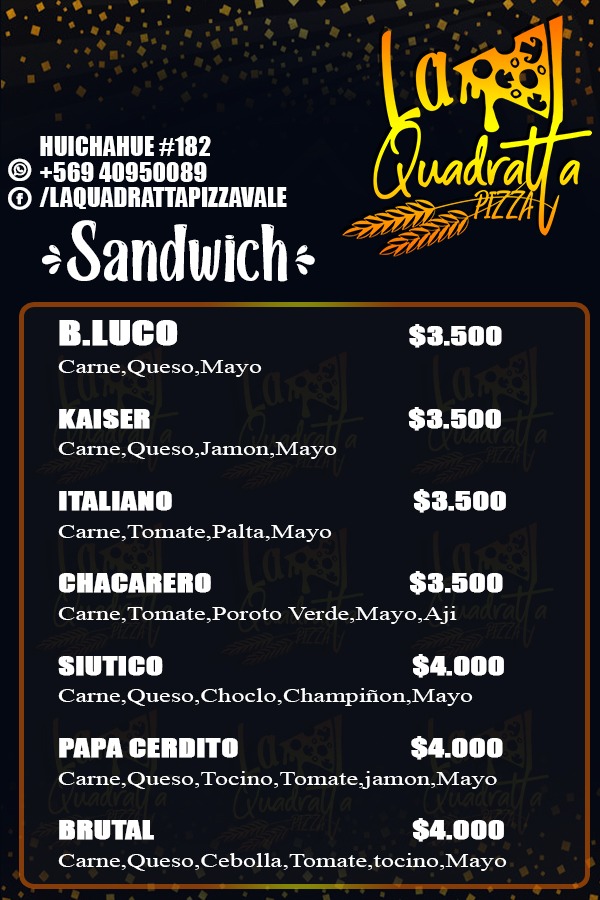 La
Quadratta
PIZZA
HUICHAHUE #182
+569 40950089
/LAQUADRATTAPIZZAVALE
Sandwich
B.LUCO $3.500
Carne,Queso,Mayo
KAISER $3.500
Carne,Queso,Jamon,Mayo
ITALIANO $3.500
Carne,Tomate,Palta,Mayo
CHACARERO $3.500
Carne,Tomate,Poroto Verde,Mayo,Aji
SIUTICO $4.000
Carne,Queso,Choclo,Champiñon,Mayo
PAPA CERDITO $4.000
Carne,Queso,Tocino,Tomate,jamon,Mayo
BRUTAL $4.000
Carne,Queso,Cebolla,Tomate,tocino,Mayo